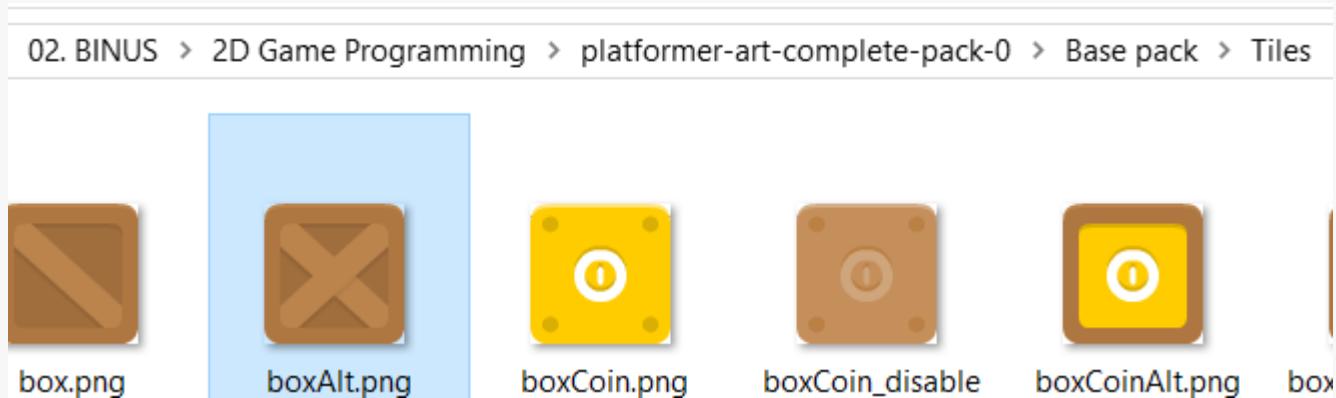 02. BINUS > 2D Game Programming > platformer-art-complete-pack-0 > Base pack > Tiles
box.png boxAlt.png boxCoin.png boxCoin_disable boxCoinAlt.png box